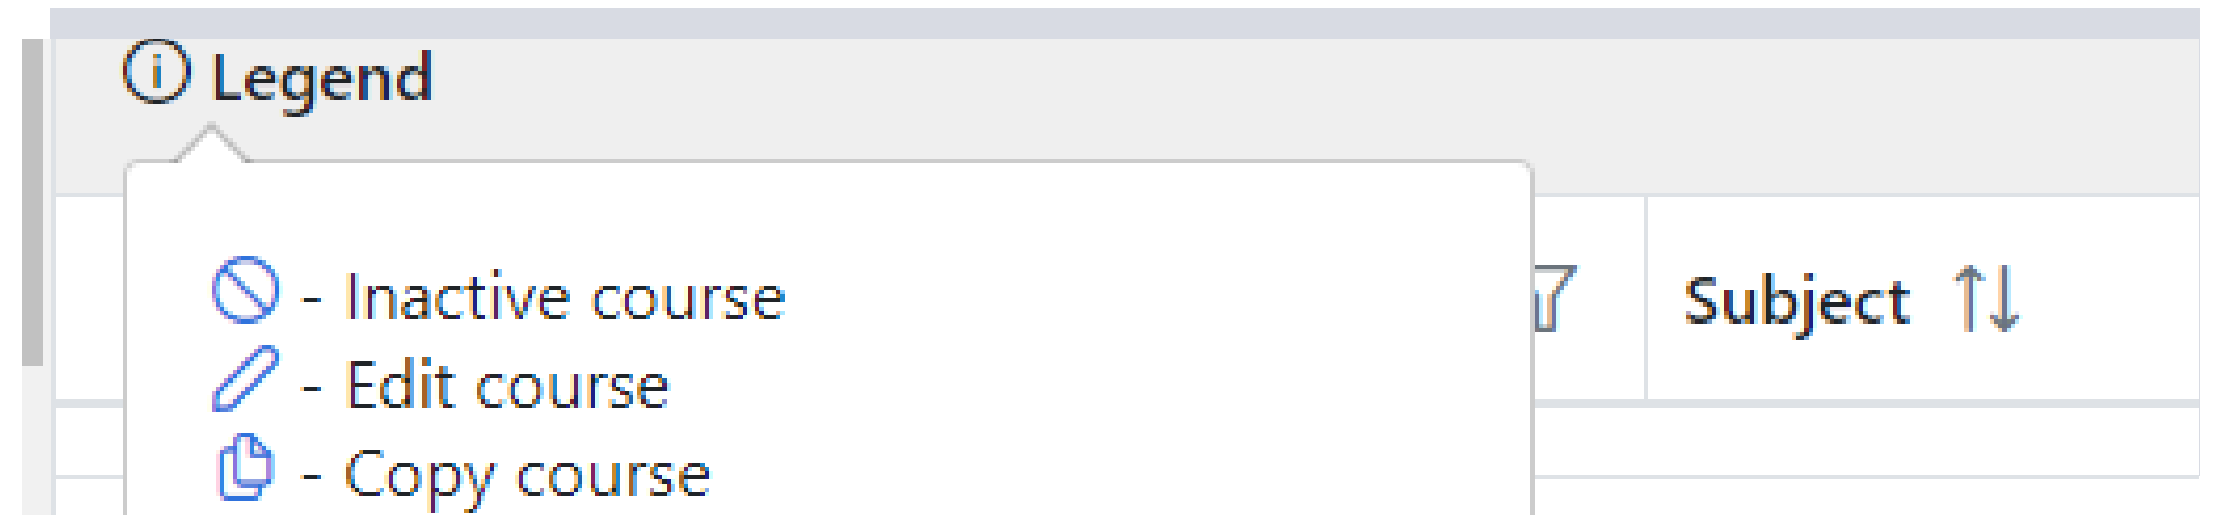 Legend
- Inactive course
Subject
- Edit course
- Copy course